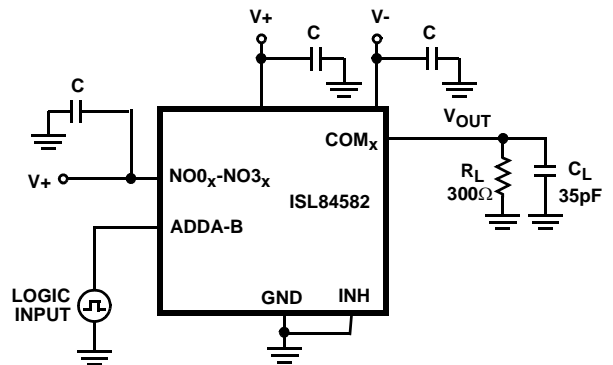 V+
V-
C
C
C
V+
NO0x-NO3x
COMx
VOUT
ISL84582
RL
300Ω
CL
35pF
ADDA-B
LOGIC
INPUT
GND
INH